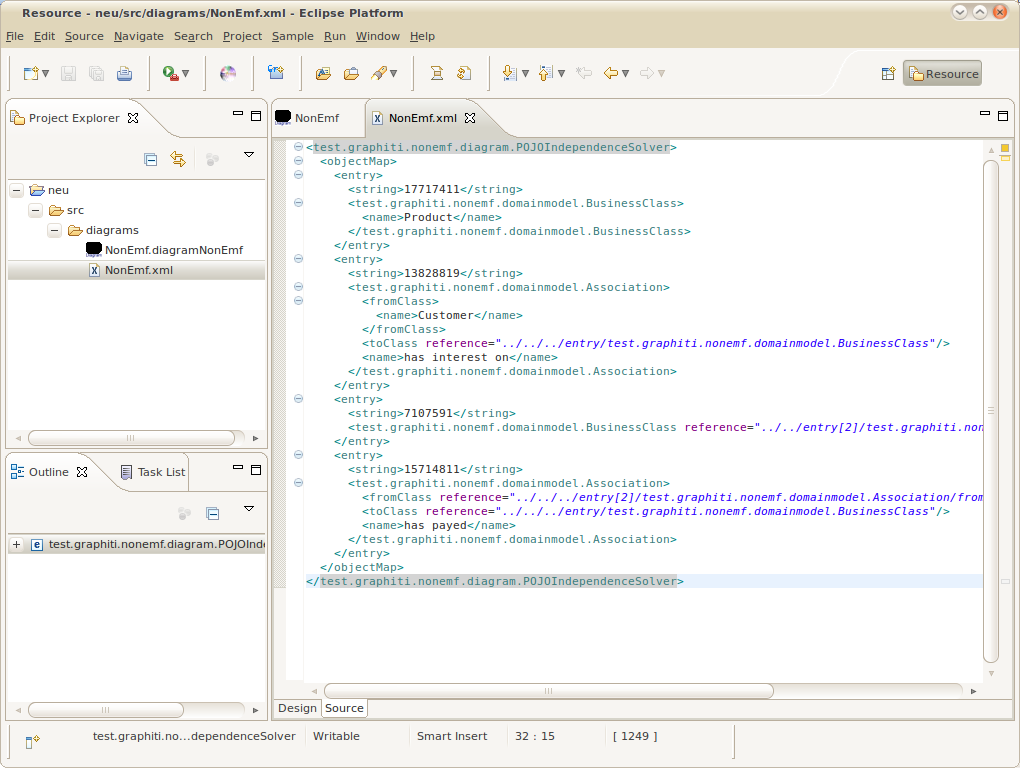 Resource - neu/src/diagrams/NonEmf.xml - Eclipse Platform
File Edit Source Navigate Search Project Sample Run Window Help
Resource
Project Explorer
neu
src
diagrams
NonEmf.diagramNonEmf
NonEmf.xml
Outline Task List
test.graphiti.nonemf.diagram.POJOInde
NonEmf NonEmf.xml
<test.graphiti.nonemf.diagram.POJOIndependenceSolver>
<objectMap>
<entry>
<string>17717411</string>
<test.graphiti.nonemf.domainmodel.BusinessClass>
<name>Product</name>
</test.graphiti.nonemf.domainmodel.BusinessClass>
</entry>
<entry>
<string>13828819</string>
<test.graphiti.nonemf.domainmodel.Association>
<fromClass>
<name>Customer</name>
</fromClass>
<toClass reference="../../../entry/test.graphiti.nonemf.domainmodel.BusinessClass"/>
<name>has interest on</name>
</test.graphiti.nonemf.domainmodel.Association>
</entry>
<entry>
<string>7107591</string>
<test.graphiti.nonemf.domainmodel.BusinessClass reference="../../entry[2]/test.graphiti.non
</entry>
<entry>
<string>15714811</string>
<test.graphiti.nonemf.domainmodel.Association>
<fromClass reference="../../../entry[2]/test.graphiti.nonemf.domainmodel.Association/from
<toClass reference="../../../entry/test.graphiti.nonemf.domainmodel.BusinessClass"/>
<name>has payed</name>
</test.graphiti.nonemf.domainmodel.Association>
</entry>
</objectMap>
</test.graphiti.nonemf.diagram.POJOIndependenceSolver>
Design Source
test.graphiti.no...dependenceSolver Writable Smart Insert 32 : 15 [ 1249 ]